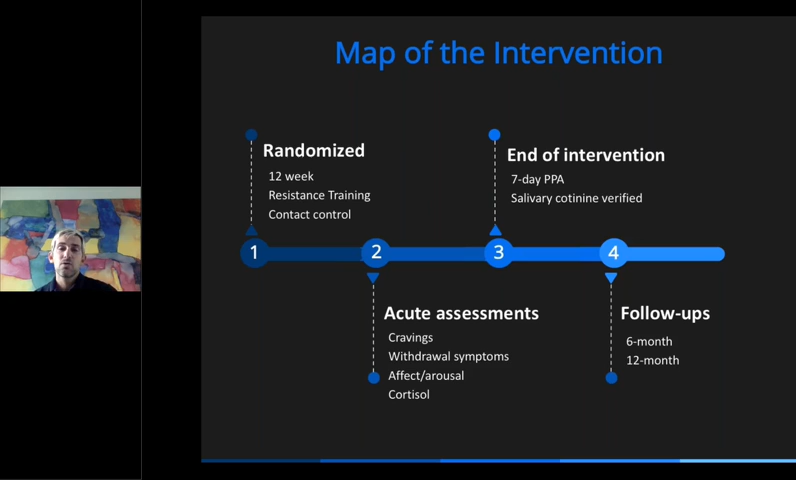 Map of the Intervention
Randomized
12 week
Resistance Training
Contact control
End of intervention
7-day PPA
Salivary cotinine verified
1
2
3
4
Acute assessments
Cravings
Withdrawal symptoms
Affect/arousal
Cortisol
Follow-ups
6-month
12-month